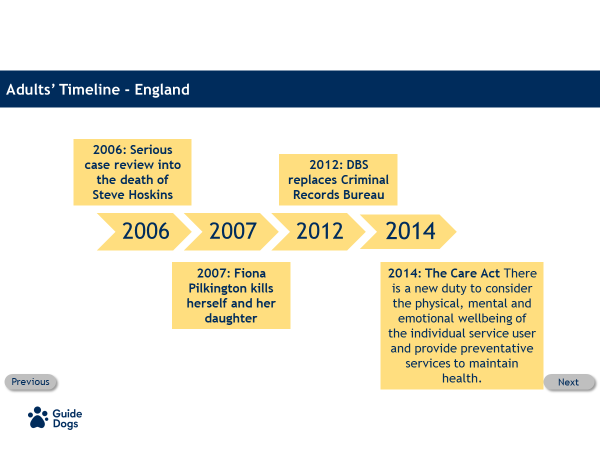 Adults’ Timeline - England
2006: Serious
case review into
the death of
Steve Hoskins
2012: DBS
replaces Criminal
Records Bureau
2006
2007
2012
2014
2007: Fiona
Pilkington kills
herself and her
daughter
2014: The Care Act There
is a new duty to consider
the physical, mental and
emotional wellbeing of
the individual service user
and provide preventative
services to maintain
health.
Previous
Next
Guide
Dogs